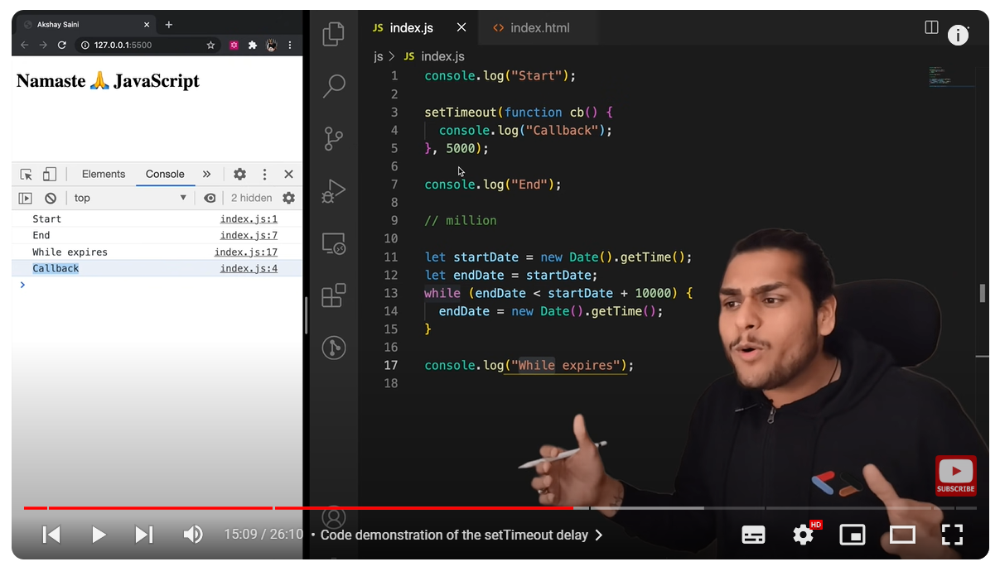 Akshay Saini
127.0.0.1:5500
Namaste 🙏 JavaScript
Elements Console »
top 2 hidden
Start index.js:1
End index.js:7
While expires index.js:17
Callback index.js:4
JS index.js <> index.html
js > JS index.js
1 console.log("Start");
2
3 setTimeout(function cb() {
4 console.log("Callback");
5 }, 5000);
6
7 console.log("End");
8
9 // million
10
11 let startDate = new Date().getTime();
12 let endDate = startDate;
13 while (endDate < startDate + 10000) {
14 endDate = new Date().getTime();
15 }
16
17 console.log("While expires");
18
SUBSCRIBE
15:09 / 26:10 • Code demonstration of the setTimeout delay >
HD